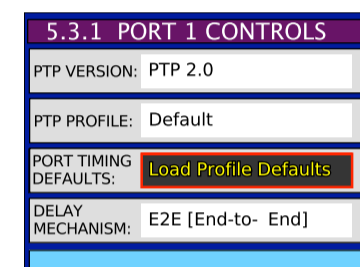 5.3.1 PORT 1 CONTROLS
PTP VERSION: PTP 2.0
PTP PROFILE: Default
PORT TIMING
DEFAULTS: Load Profile Defaults
DELAY
MECHANISM: E2E [End-to- End]